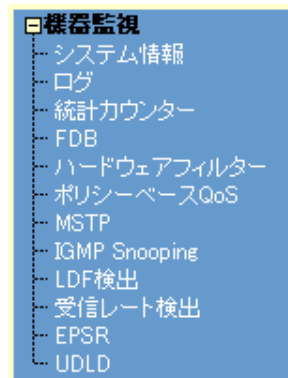 機器監視
システム情報
ログ
統計カウンター
FDB
ハードウェアフィルター
ポリシーベースQoS
MSTP
IGMP Snooping
LDF検出
受信レート検出
EPSR
UDLD